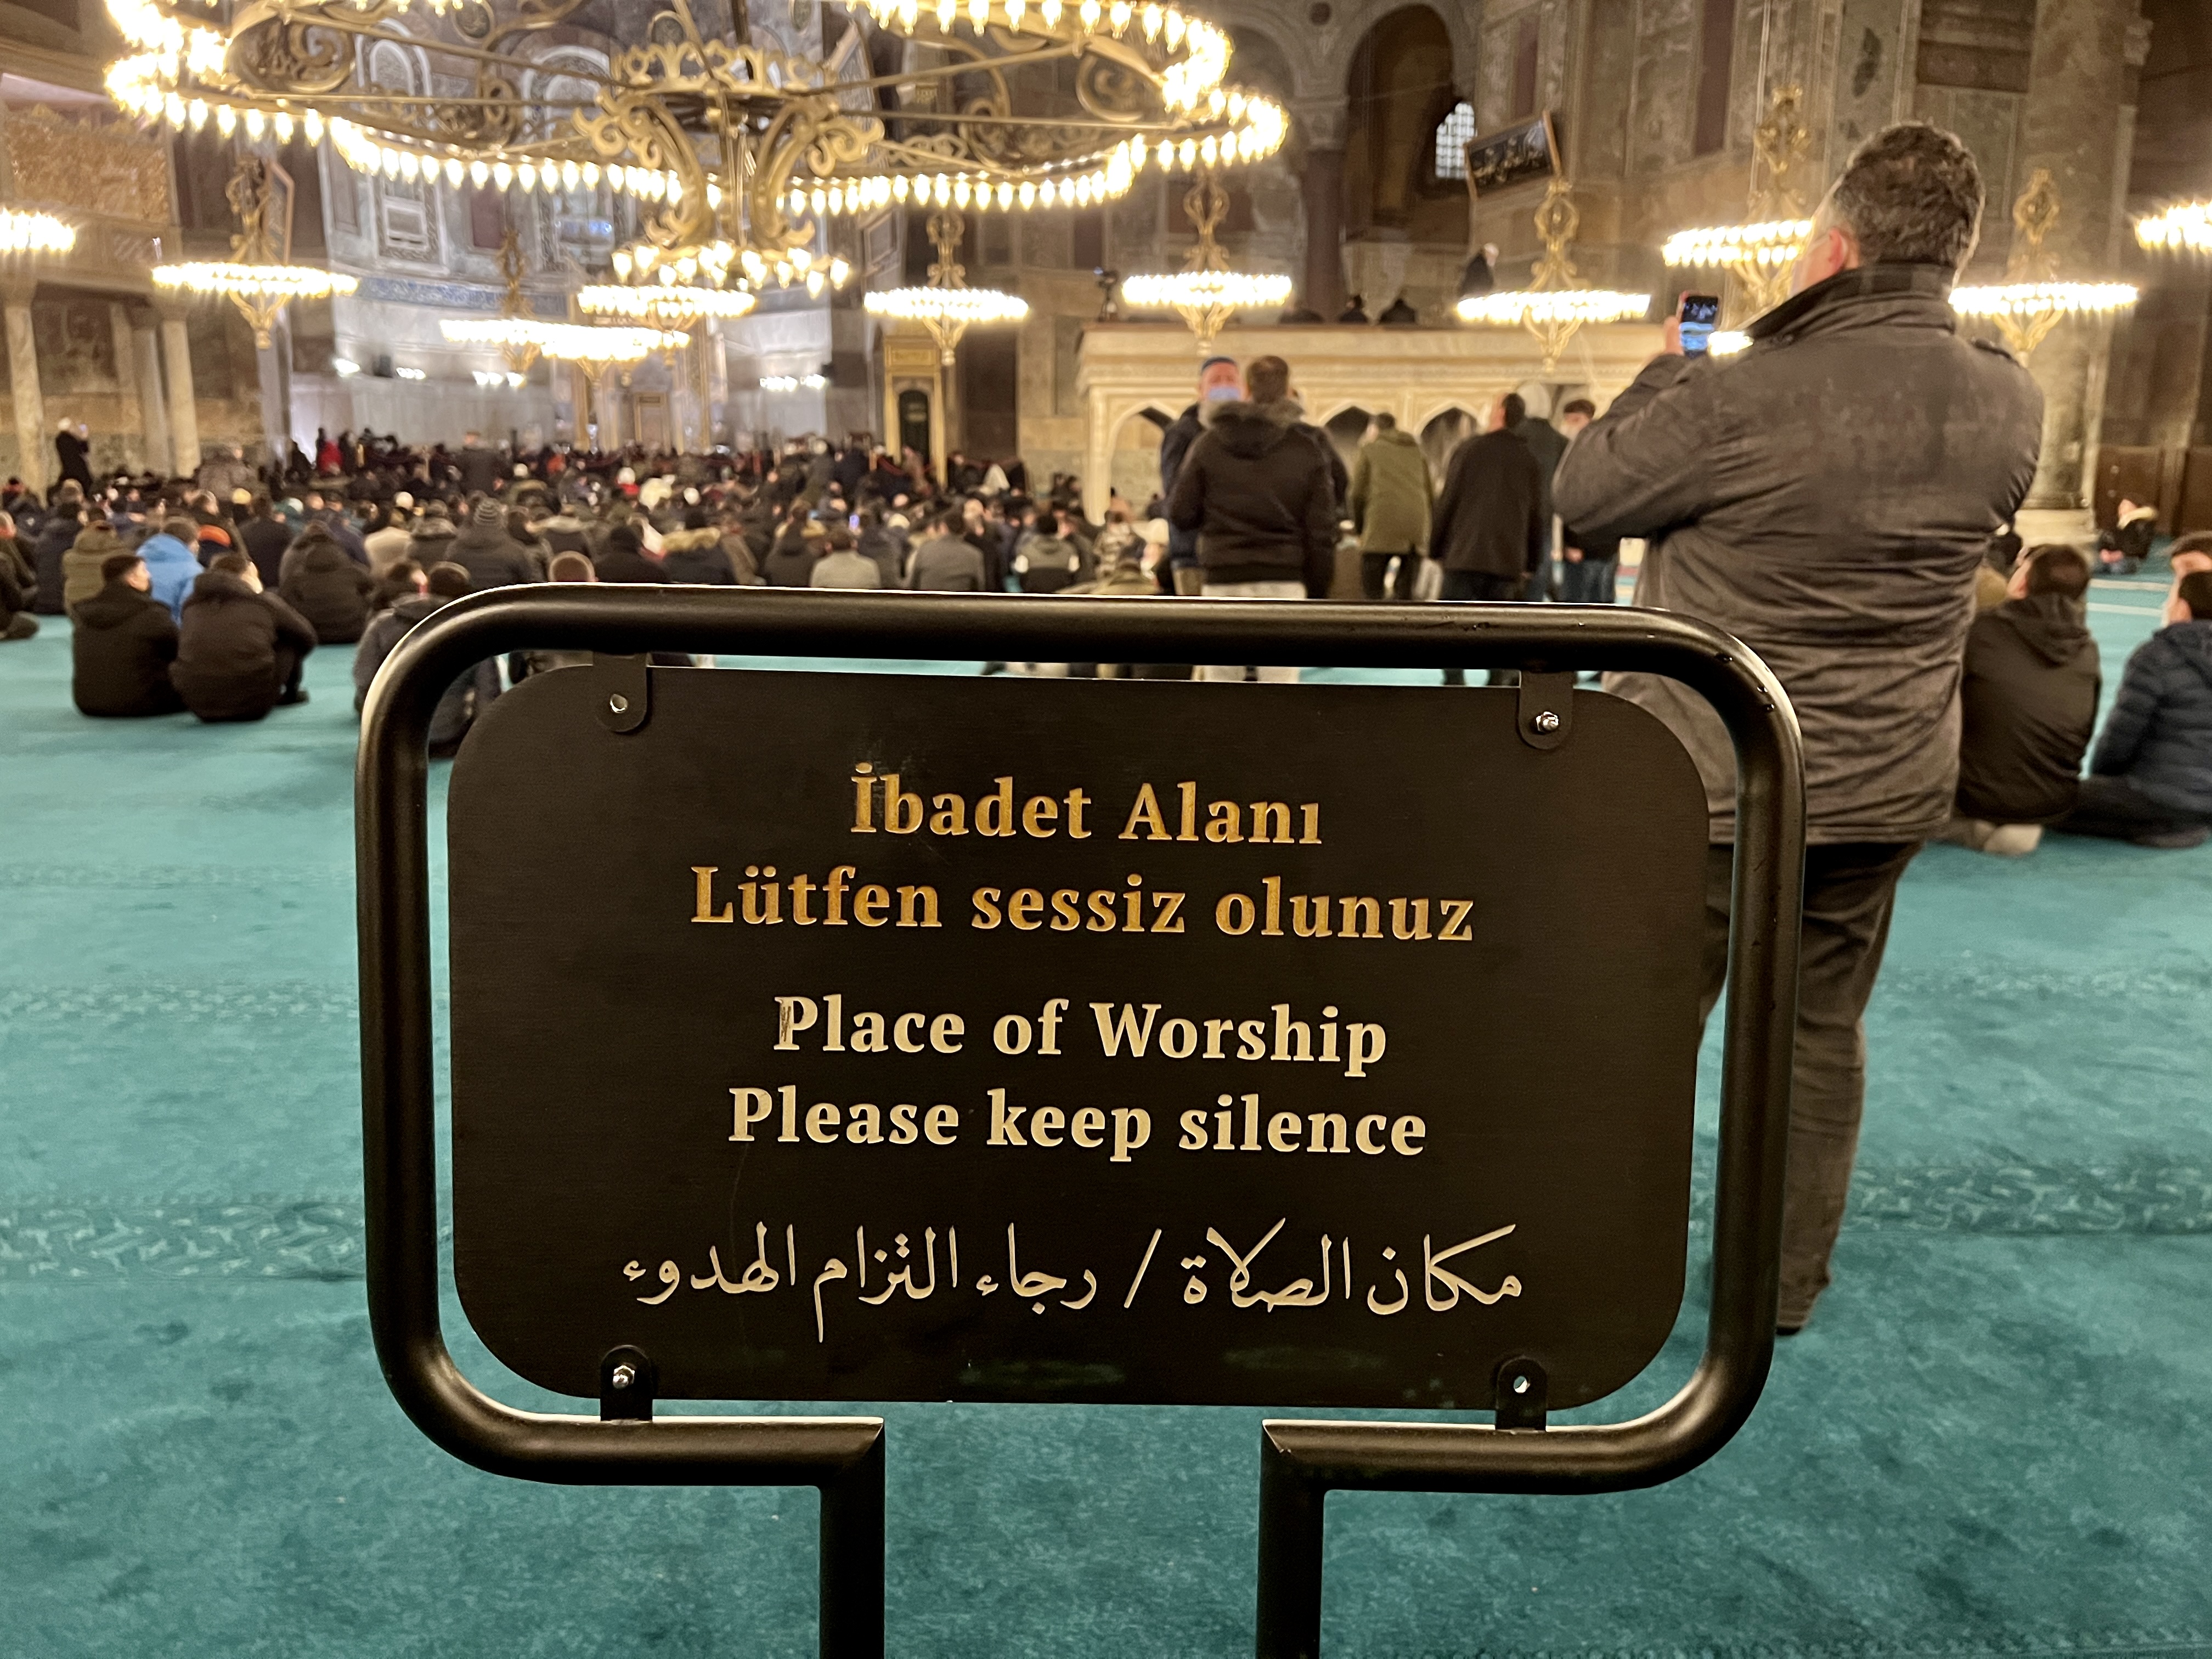 İbadet Alanı
Lütfen sessiz olunuz
Place of Worship
Please keep silence
مكان الصلاة / رجاء التزام الهدوء